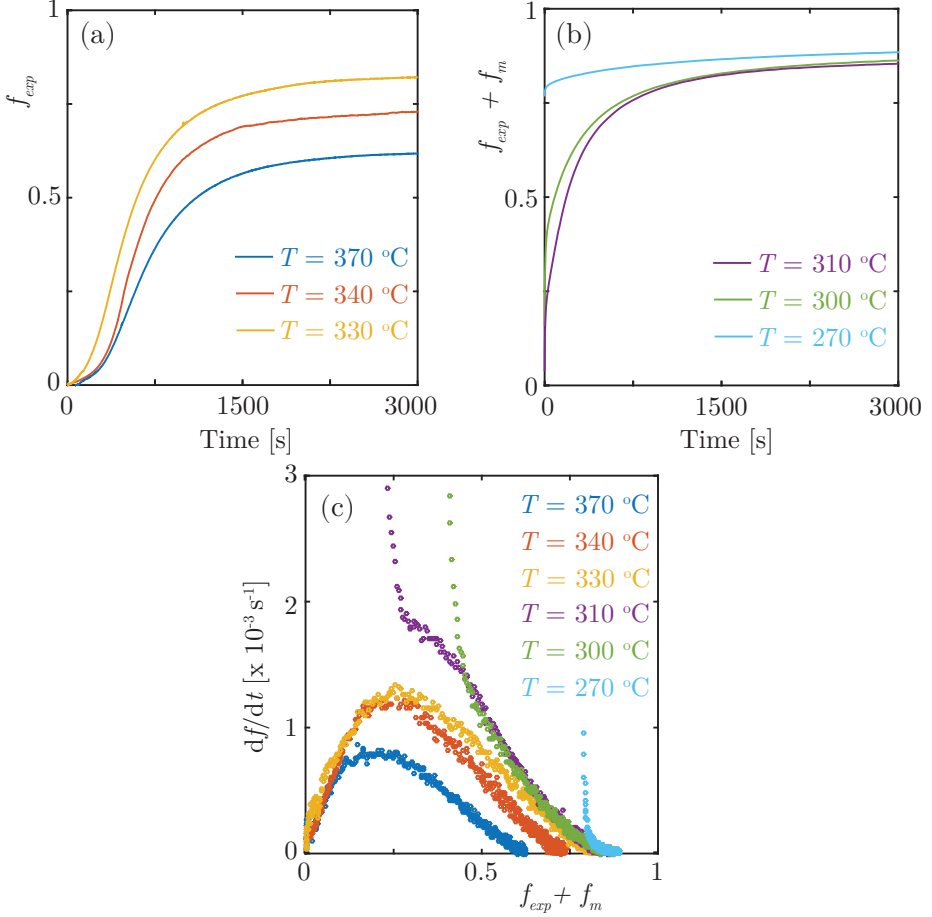 (a)
1
0.5
0
f_exp
0
1500
3000
Time [s]
T = 370 °C
T = 340 °C
T = 330 °C
(b)
1
0.5
0
f_exp + f_m
0
1500
3000
Time [s]
T = 310 °C
T = 300 °C
T = 270 °C
(c)
3
2
1
0
df/dt [x 10⁻³ s⁻¹]
0
0.5
1
f_exp + f_m
T = 370 °C
T = 340 °C
T = 330 °C
T = 310 °C
T = 300 °C
T = 270 °C